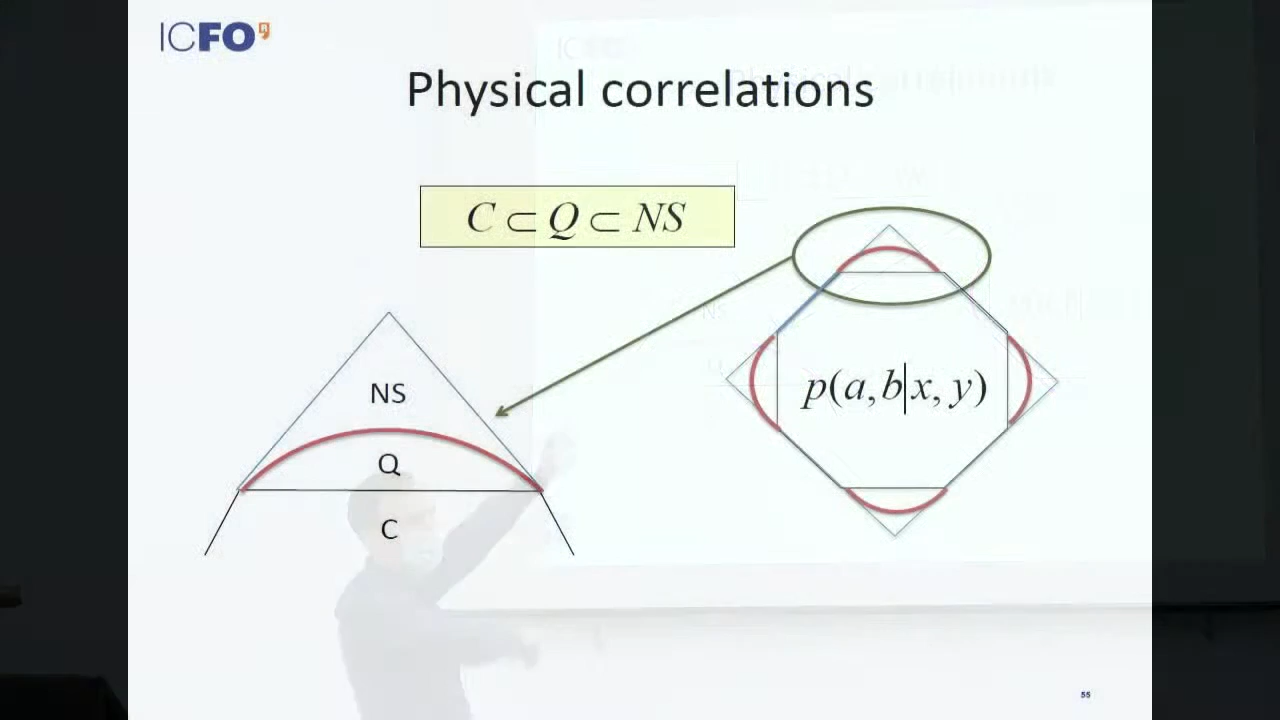 ICFO
Physical correlations
C ⊂ Q ⊂ NS
NS
Q
C
p(a,b|x,y)
55